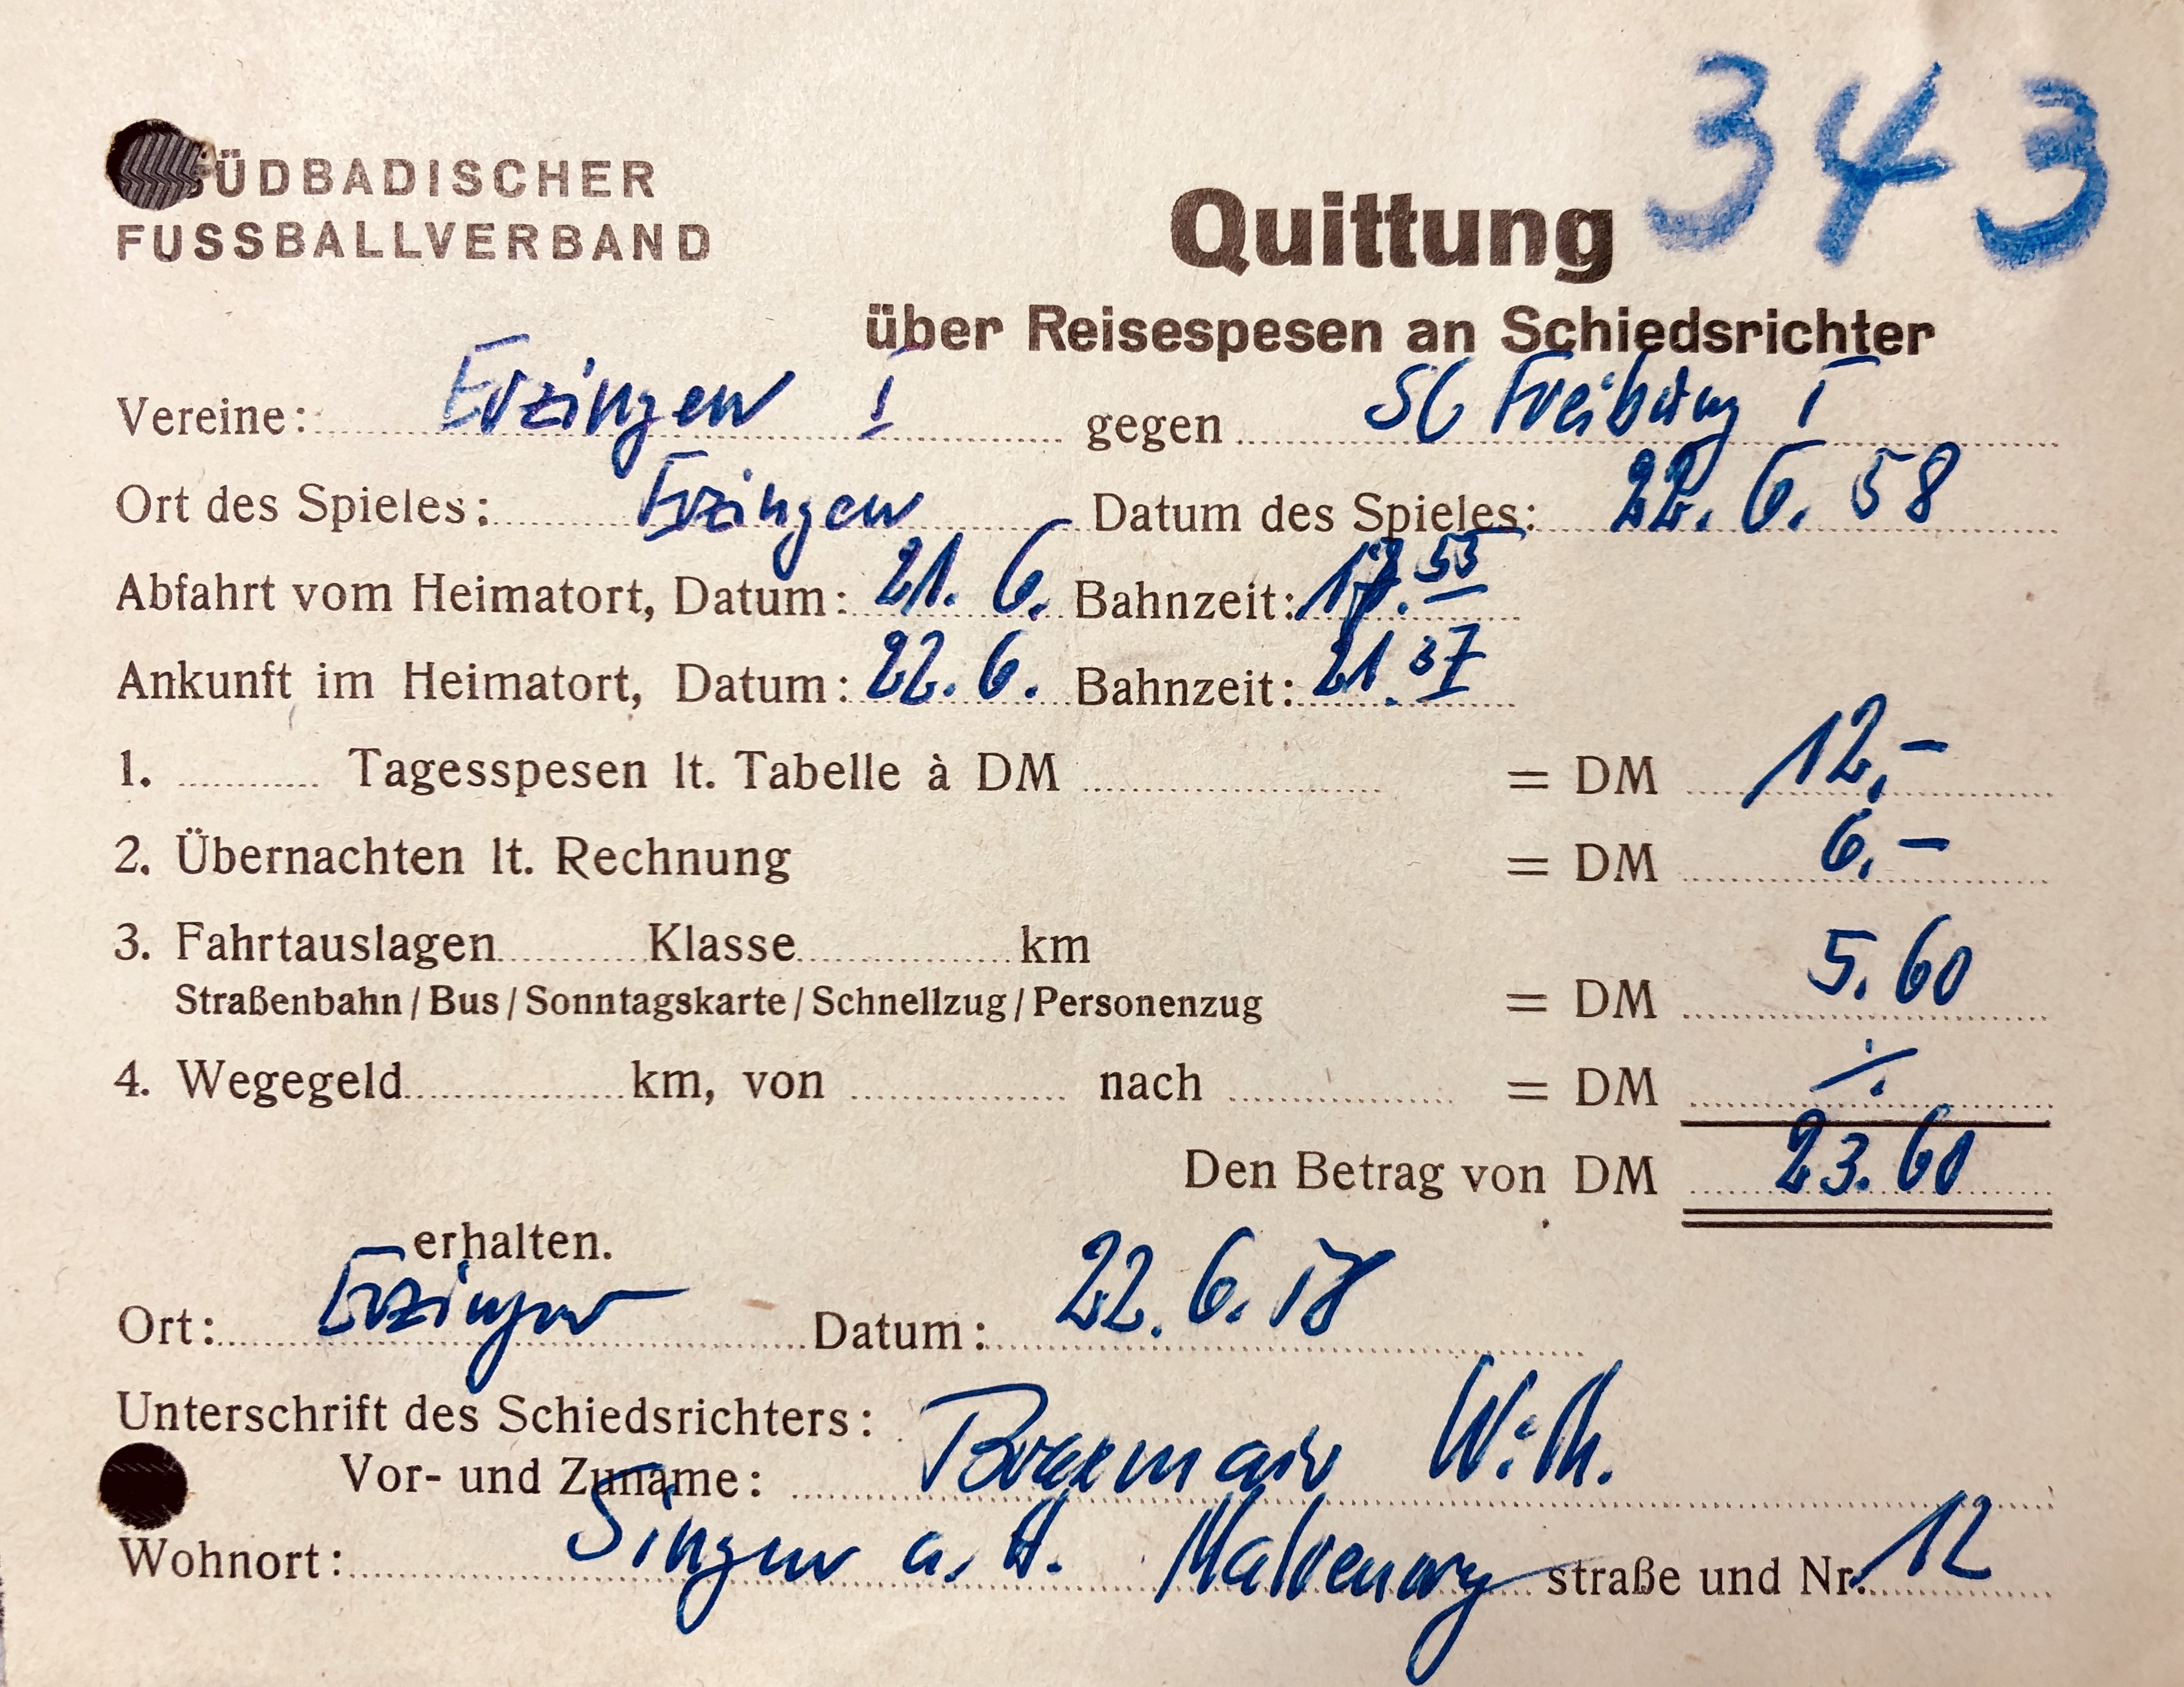 343
SÜDBADISCHER
FUSSBALLVERBAND
Quittung
über Reisespesen an Schiedsrichter
Vereine: Erzingen I gegen SC Freiburg I
Ort des Spieles: Erzingen Datum des Spieles: 22. 6. 58
Abfahrt vom Heimatort, Datum: 21. 6. Bahnzeit: 17.55
Ankunft im Heimatort, Datum: 22. 6. Bahnzeit: 21.37
1. Tagesspesen lt. Tabelle à DM = DM 12,-
2. Übernachten lt. Rechnung = DM 6,-
3. Fahrtauslagen Klasse km
5.60
Straßenbahn / Bus / Sonntagskarte / Schnellzug / Personenzug = DM
4. Wegegeld km, von nach = DM ./.
Den Betrag von DM 23.60
erhalten.
Ort: Erzingen Datum: 22. 6. 58
Unterschrift des Schiedsrichters:
Vor- und Zuname: Wilh.
Wohnort: Singen a. H. Malvenweg straße und Nr. 12